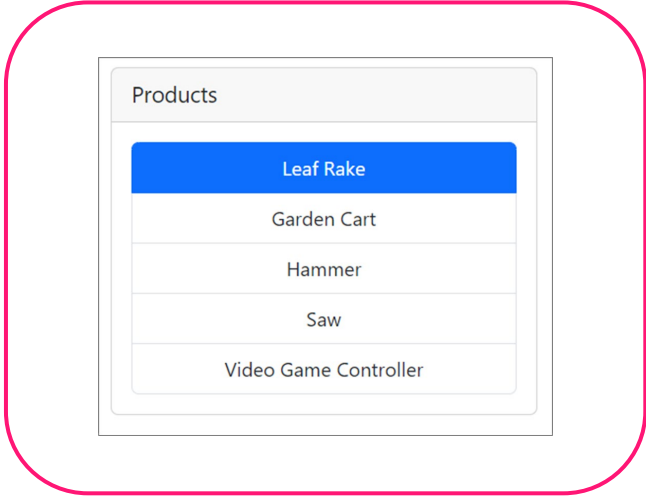 Products
Leaf Rake
Garden Cart
Hammer
Saw
Video Game Controller